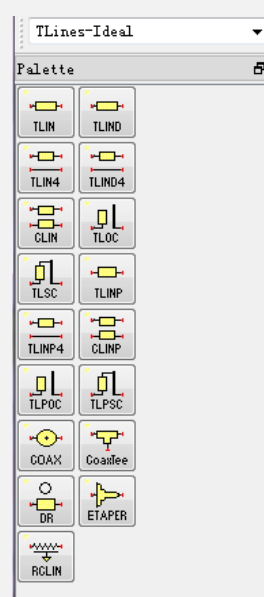 TLines-Ideal
Palette
TLIN TLIND
TLIN4 TLIND4
CLIN TLOC
TLSC TLINP
TLINP4 CLINP
TLPOC TLPSC
COAX CoaxTee
DR ETAPER
RCLIN